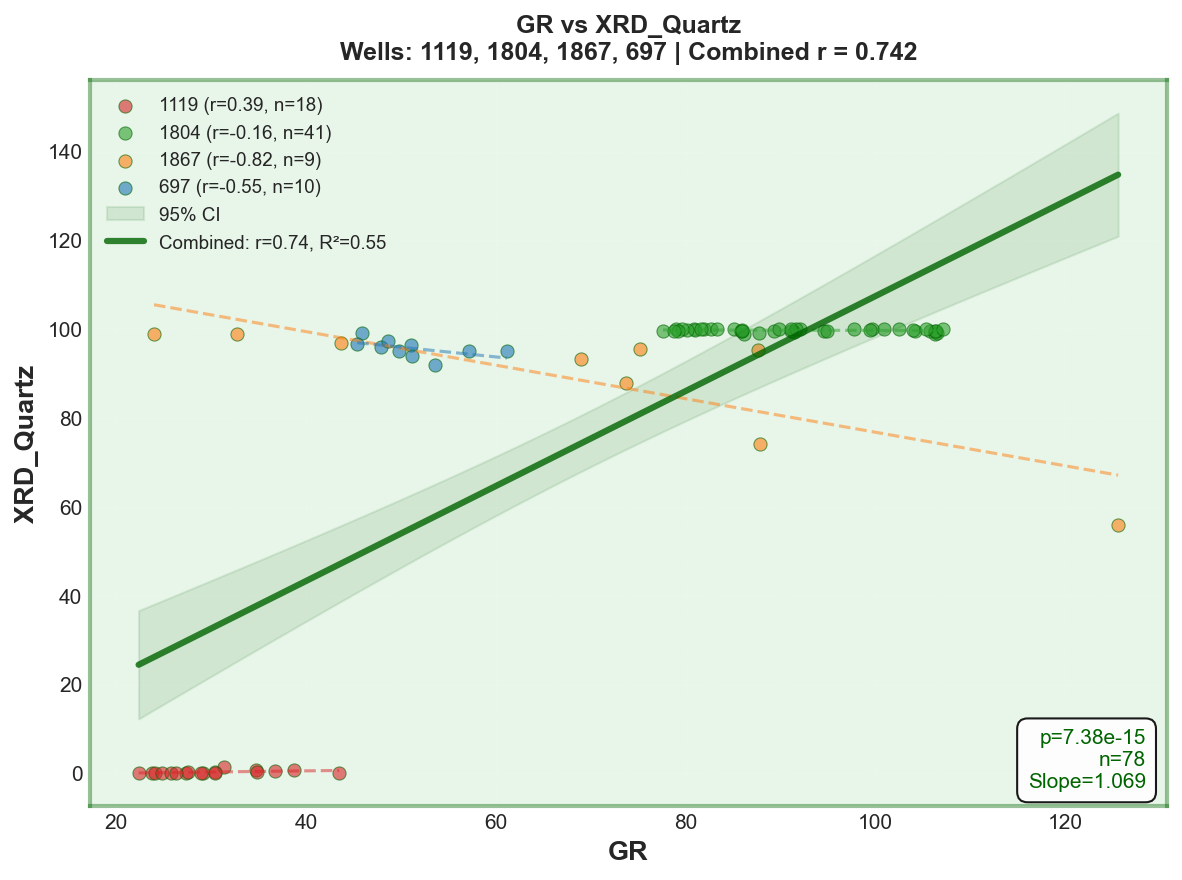 GR vs XRD_Quartz
Wells: 1119, 1804, 1867, 697 | Combined r = 0.742
1119 (r=0.39, n=18)
1804 (r=-0.16, n=41)
1867 (r=-0.82, n=9)
697 (r=-0.55, n=10)
95% CI
Combined: r=0.74, R²=0.55
XRD_Quartz
140
120
100
80
60
40
20
0
p=7.38e-15
n=78
Slope=1.069
20 40 60 80 100 120
GR